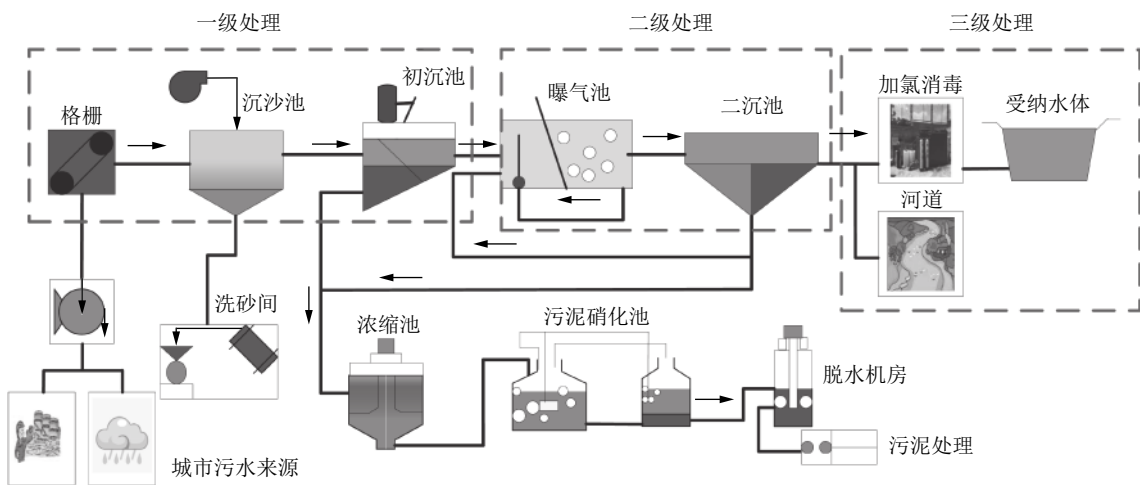 一级处理
二级处理
三级处理
格栅
沉沙池
初沉池
曝气池
二沉池
加氯消毒
受纳水体
河道
洗砂间
浓缩池
污泥硝化池
脱水机房
污泥处理
城市污水来源